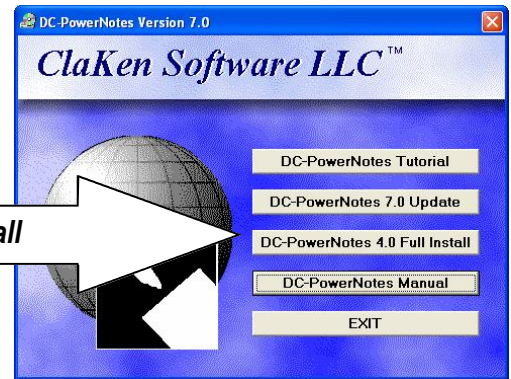 DC-PowerNotes Version 7.0
ClaKen Software LLC™
DC-PowerNotes Tutorial
DC-PowerNotes 7.0 Update
all
DC-PowerNotes 4.0 Full Install
DC-PowerNotes Manual
EXIT